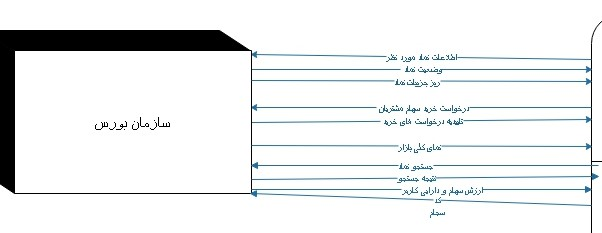 اطلاعات نماد مورد نظر
وضعیت نماد
روز جزییات نماد
درخواست خرید سهام مشتریان
تاییدیه درخواست های خرید
سازمان بورس
نمای کلی بازار
جستجو نماد
نتیجه جستجو
ارزش سهام و دارایی کاربر
کد
سجام